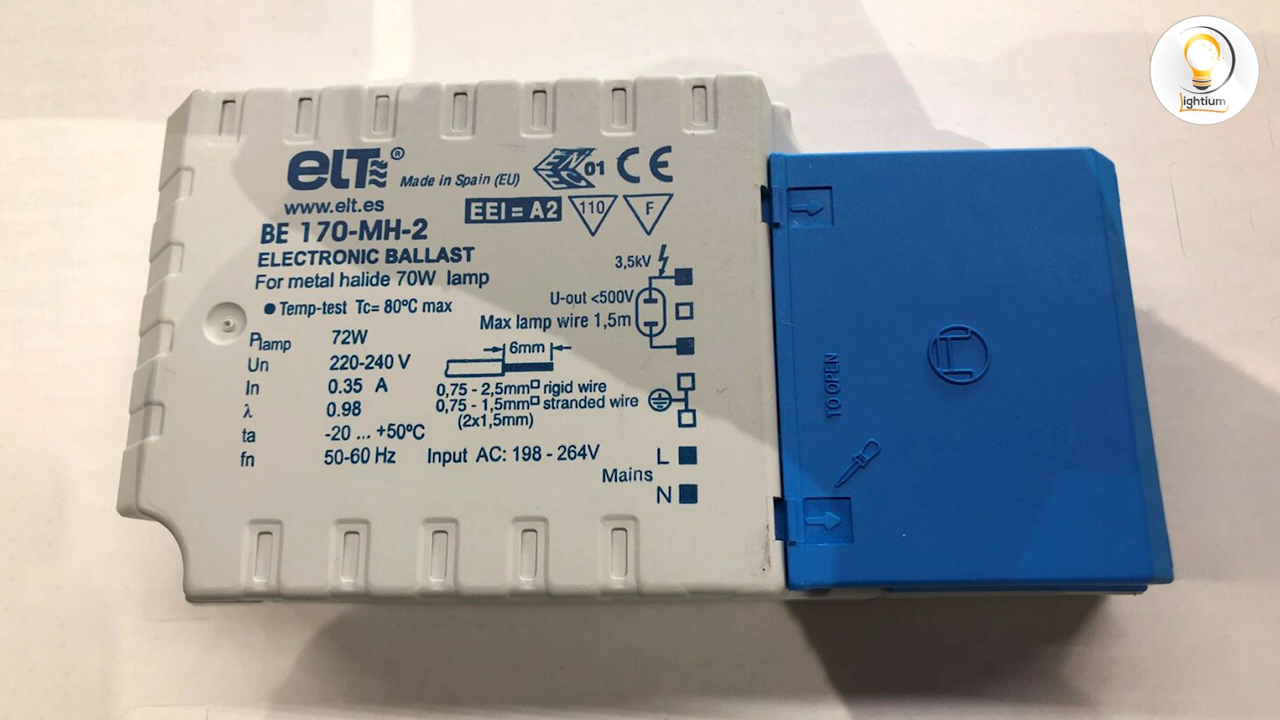 Lightium
eLT®
Made in Spain (EU)
ENEC 01 CE
www.elt.es
EEI = A2
110
F
BE 170-MH-2
ELECTRONIC BALLAST
For metal halide 70W lamp
● Temp-test Tc= 80ºC max
Plamp 72W
Un 220-240 V
In 0.35 A
λ 0.98
ta -20 ... +50ºC
fn 50-60 Hz
3,5kV
U-out <500V
Max lamp wire 1,5m
6mm
0,75 - 2,5mm□ rigid wire
0,75 - 1,5mm□ stranded wire
(2x1,5mm)
Input AC: 198 - 264V
L
Mains
N
TO OPEN